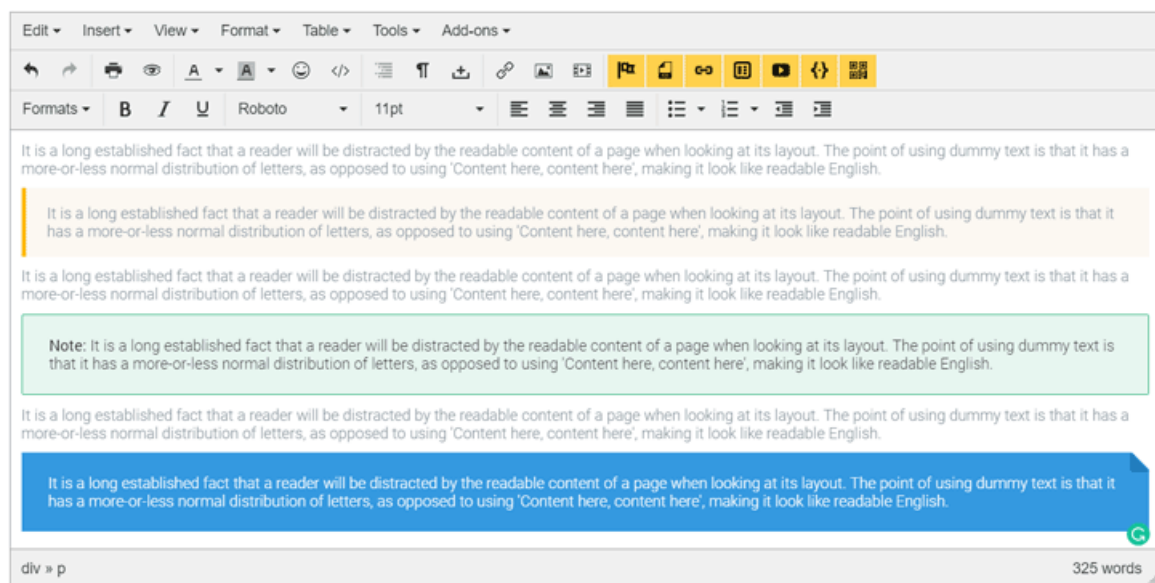 Edit Insert View Format Table Tools Add-ons
A A
Formats B I U Roboto 11pt
It is a long established fact that a reader will be distracted by the readable content of a page when looking at its layout. The point of using dummy text is that it has a
more-or-less normal distribution of letters, as opposed to using 'Content here, content here', making it look like readable English.
It is a long established fact that a reader will be distracted by the readable content of a page when looking at its layout. The point of using dummy text is that it
has a more-or-less normal distribution of letters, as opposed to using 'Content here, content here', making it look like readable English.
It is a long established fact that a reader will be distracted by the readable content of a page when looking at its layout. The point of using dummy text is that it has a
more-or-less normal distribution of letters, as opposed to using 'Content here, content here', making it look like readable English.
Note: It is a long established fact that a reader will be distracted by the readable content of a page when looking at its layout. The point of using dummy text is
that it has a more-or-less normal distribution of letters, as opposed to using 'Content here, content here', making it look like readable English.
It is a long established fact that a reader will be distracted by the readable content of a page when looking at its layout. The point of using dummy text is that it has a
more-or-less normal distribution of letters, as opposed to using 'Content here, content here', making it look like readable English.
It is a long established fact that a reader will be distracted by the readable content of a page when looking at its layout. The point of using dummy text is that it
has a more-or-less normal distribution of letters, as opposed to using 'Content here, content here', making it look like readable English.
div » p 325 words